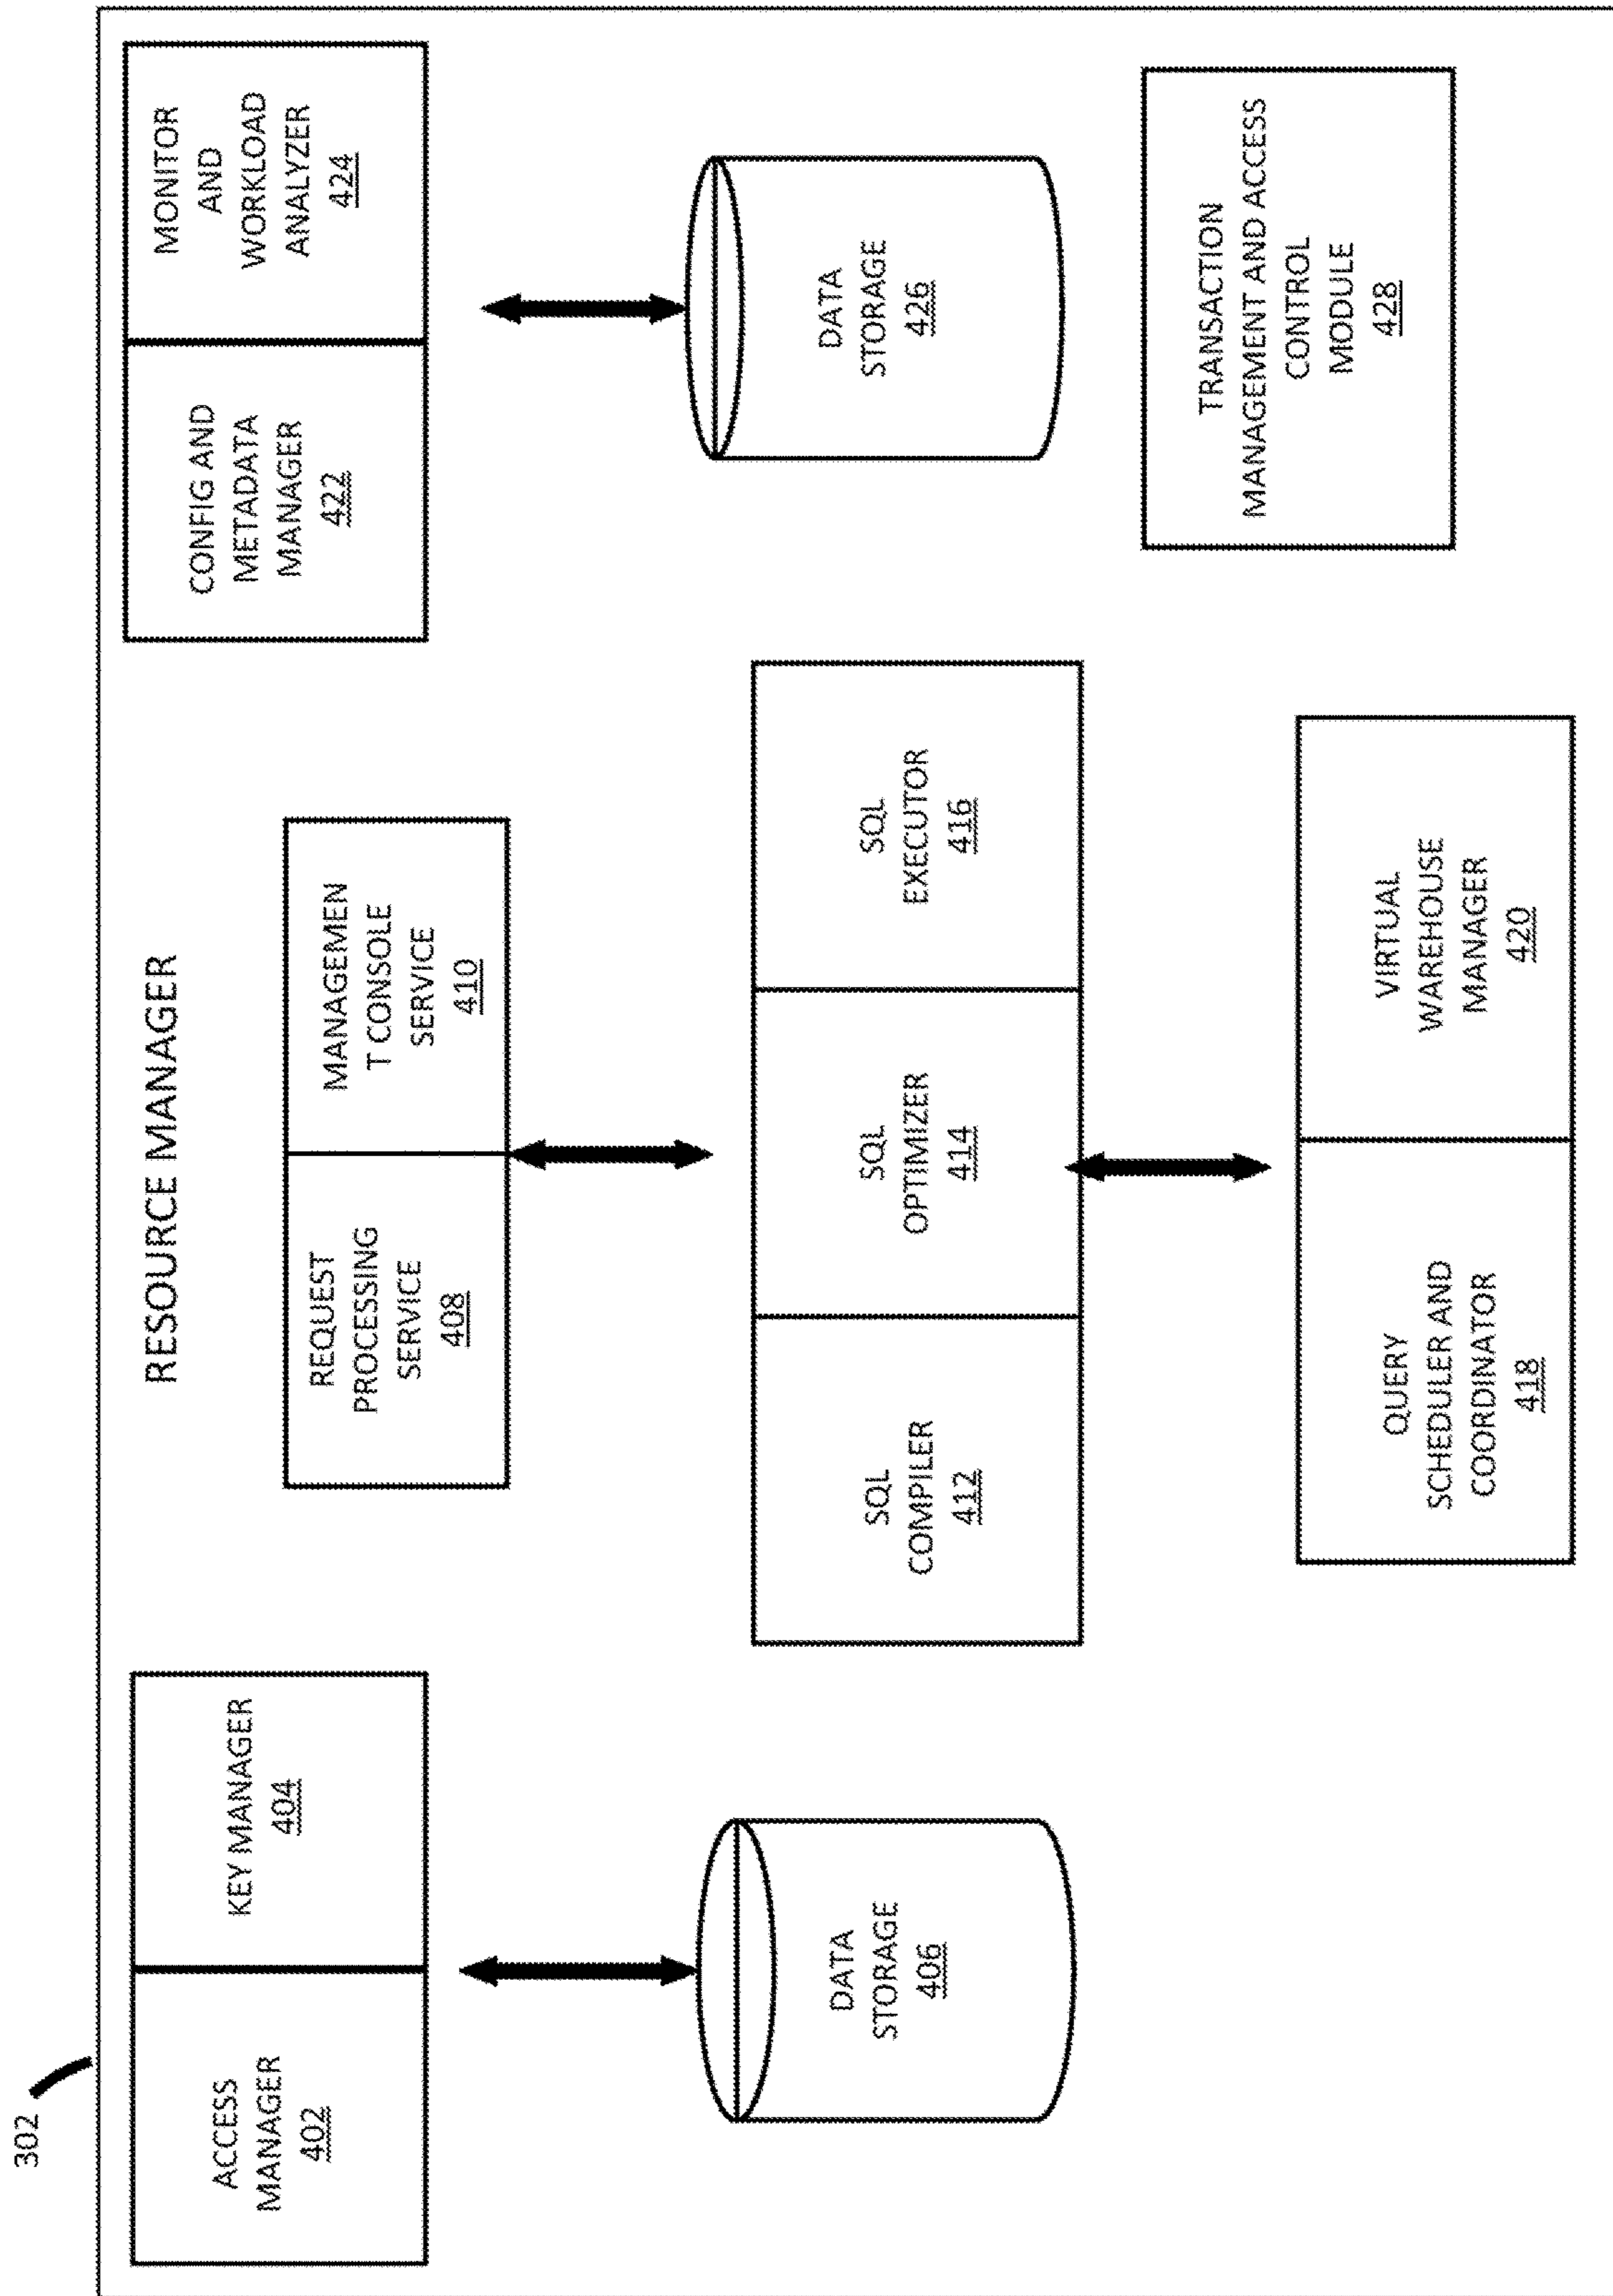 302
RESOURCE MANAGER
ACCESS
MANAGER
402
KEY MANAGER
404
DATA
STORAGE
406
REQUEST
PROCESSING
SERVICE
408
MANAGEMEN
T CONSOLE
SERVICE
410
SQL
COMPILER
412
SQL
OPTIMIZER
414
SQL
EXECUTOR
416
QUERY
SCHEDULER AND
COORDINATOR
418
VIRTUAL
WAREHOUSE
MANAGER
420
CONFIG AND
METADATA
MANAGER
422
MONITOR
AND
WORKLOAD
ANALYZER
424
DATA
STORAGE
426
TRANSACTION
MANAGEMENT AND ACCESS
CONTROL
MODULE
428